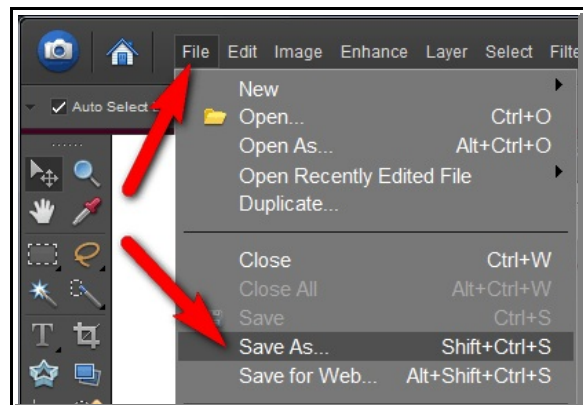 File Edit Image Enhance Layer Select Filte
Auto Select
New
Open... Ctrl+O
Open As... Alt+Ctrl+O
Open Recently Edited File
Duplicate...
Close Ctrl+W
Close All Alt+Ctrl+W
Save Ctrl+S
Save As... Shift+Ctrl+S
Save for Web... Alt+Shift+Ctrl+S
T